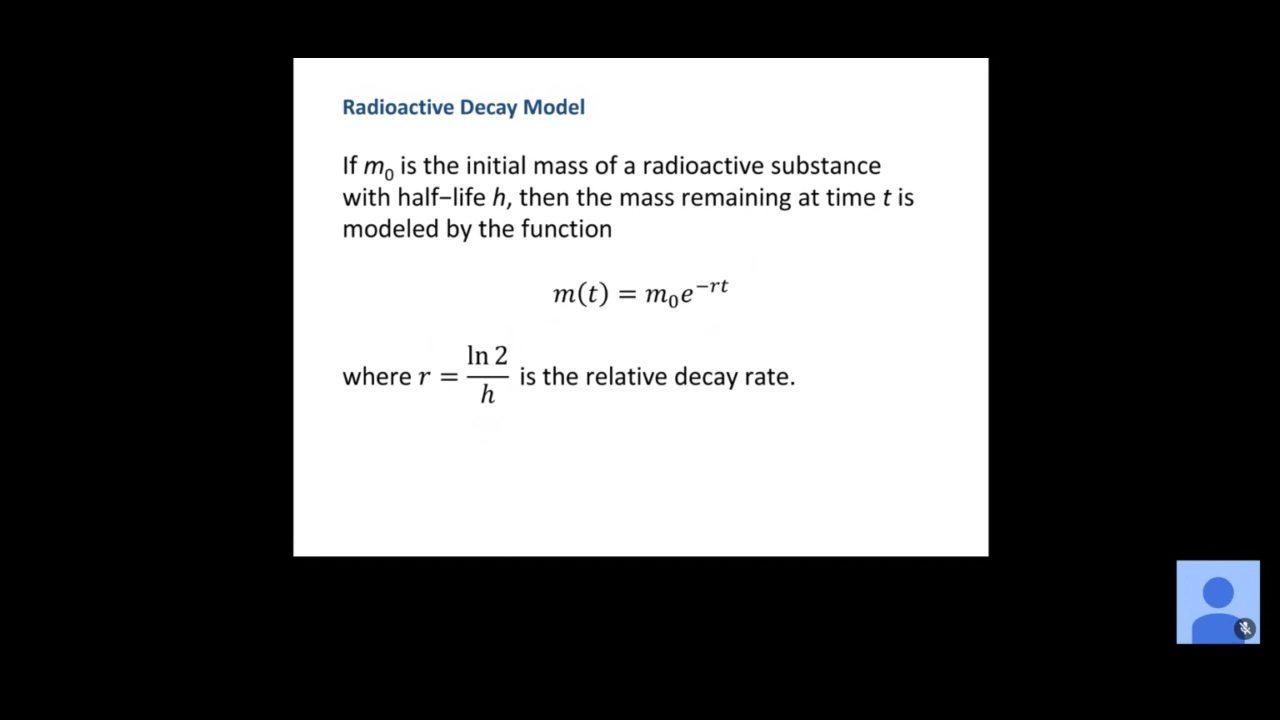 Radioactive Decay Model
If m₀ is the initial mass of a radioactive substance
with half−life h, then the mass remaining at time t is
modeled by the function
m(t) = m₀e⁻ʳᵗ
where r = ln 2 / h is the relative decay rate.